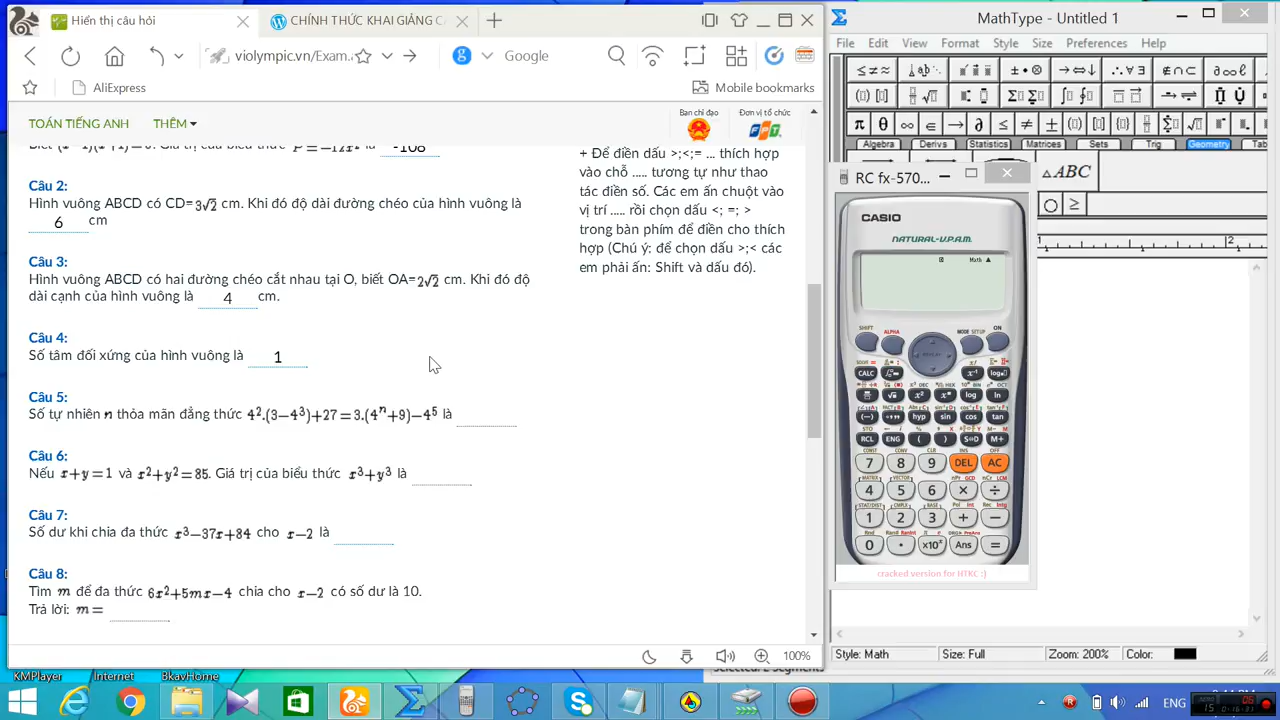 Hiển thị câu hỏi
CHÍNH THỨC KHAI GIẢNG C
violympic.vn/Exam.
Google
AliExpress
Mobile bookmarks
TOÁN TIẾNG ANH
THÊM
Ban chỉ đạo
Đơn vị tổ chức
FPT
là -108
Câu 2:
Hình vuông ABCD có CD=3√2 cm. Khi đó độ dài đường chéo của hình vuông là
6 cm
Câu 3:
Hình vuông ABCD có hai đường chéo cắt nhau tại O, biết OA=2√2 cm. Khi đó độ
dài cạnh của hình vuông là 4 cm.
Câu 4:
Số tâm đối xứng của hình vuông là 1
Câu 5:
Số tự nhiên n thỏa mãn đẳng thức 4².(3−4³)+27=3.(4ⁿ+9)−4⁵ là
Câu 6:
Nếu x+y=1 và x²+y²=85. Giá trị của biểu thức x³+y³ là
Câu 7:
Số dư khi chia đa thức x³−37x+84 cho x−2 là
Câu 8:
Tìm m để đa thức 6x²+5mx−4 chia cho x−2 có số dư là 10.
Trả lời: m=
+ Để điền dấu >;<;= ... thích hợp
vào chỗ ..... tương tự như thao
tác điền số. Các em ấn chuột vào
vị trí ..... rồi chọn dấu <; =; >
trong bàn phím để điền cho thích
hợp (Chú ý: để chọn dấu >;< các
em phải ấn: Shift và dấu đó).
100%
MathType - Untitled 1
File Edit View Format Style Size Preferences Help
Algebra Derivs Statistics Matrices Sets Trig Geometry
△ABC
RC fx-570...
CASIO
NATURAL-V.P.A.M.
Math ▲
SHIFT ALPHA MODE SETUP ON
CALC x⁻¹ log
√ x² log ln
(−) hyp sin cos tan
RCL ENG ( ) S⇔D M+
7 8 9 DEL AC
4 5 6 × ÷
1 2 3 + −
0 . ×10ˣ Ans =
cracked version for HTKC :)
Style: Math Size: Full Zoom: 200% Color:
KMPlayer Internet BkavHome
ENG